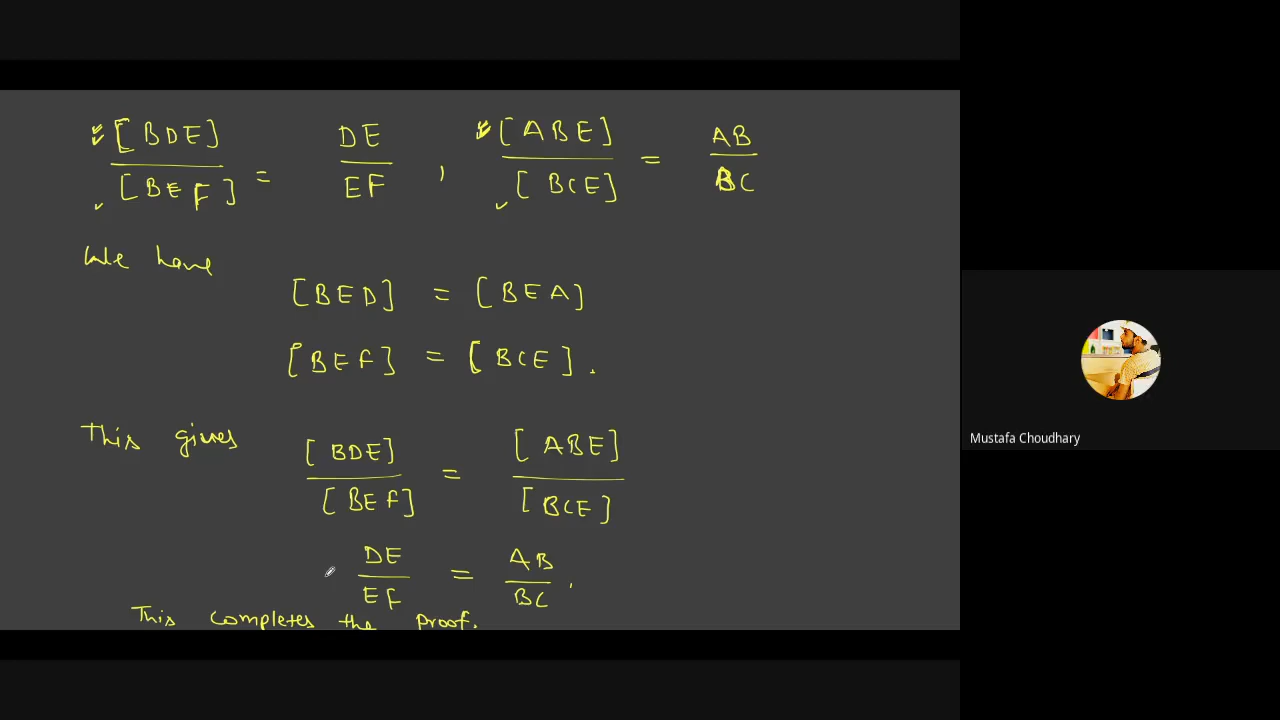 [BDE] / [BEF] = DE / EF , [ABE] / [BCE] = AB / BC
We have
[BED] = [BEA]
[BEF] = [BCE].
This gives [BDE] / [BEF] = [ABE] / [BCE]
DE / EF = AB / BC .
This completes the proof.
Mustafa Choudhary